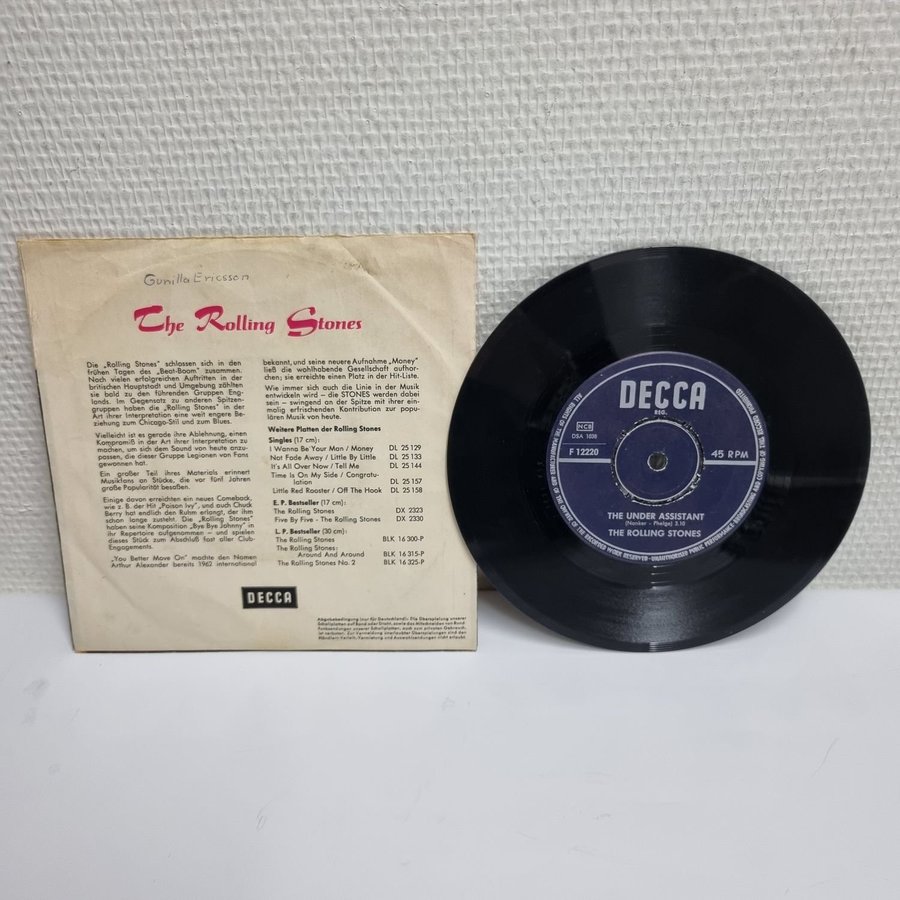 Gunilla Ericsson
The Rolling Stones
Die „Rolling Stones" schlossen sich in den
frühen Tagen des „Beat-Boom" zusammen.
Nach vielen erfolgreichen Auftritten in der
britischen Hauptstadt und Umgebung zählten
sie bald zu den führenden Gruppen Eng-
lands. Im Gegensatz zu anderen Spitzen-
gruppen haben die „Rolling Stones" in der
Art ihrer Interpretation eine weit engere Be-
ziehung zum Chicago-Stil und zum Blues.
Vielleicht ist es gerade ihre Ablehnung, einen
Kompromiß in der Art ihrer Interpretation zu
machen, um sich dem Sound von heute anzu-
passen, die dieser Gruppe Legionen von Fans
gewonnen hat.
Ein großer Teil ihres Materials erinnert
Musikfans an Stücke, die vor fünf Jahren
große Popularität besaßen.
Einige davon erreichten ein neues Comeback,
wie z. B. der Hit "Poison Ivy", und auch Chuck
Berry hat endlich den Ruhm erlangt, der ihm
schon lange zusteht. Die „Rolling Stones"
haben seine Komposition „Bye Bye Johnny" in
ihr Repertoire aufgenommen – und spielen
dieses Stück zum Abschluß fast aller Club-
Engagements.
„You Better Move On" machte den Namen
Arthur Alexander bereits 1962 international
bekannt, und seine neuere Aufnahme „Money"
ließ die wohlhabende Gesellschaft aufhor-
chen; sie erreichte einen Platz in der Hit-Liste.
Wie immer sich auch die Linie in der Musik
entwickeln wird – die STONES werden dabei
sein – swingend an der Spitze mit ihrer ein-
malig erfrischenden Kontribution zur popu-
lären Musik von heute.
Weitere Platten der Rolling Stones
Singles (17 cm):
I Wanna Be Your Man / Money DL 25 129
Not Fade Away / Little By Little DL 25 133
It's All Over Now / Tell Me DL 25 144
Time Is On My Side / Congratu-
lation DL 25 157
Little Red Rooster / Off The Hook DL 25 158
E. P. Bestseller (17 cm):
The Rolling Stones DX 2323
Five By Five - The Rolling Stones DX 2330
L. P. Bestseller (30 cm):
The Rolling Stones BLK 16 300-P
The Rolling Stones:
Around And Around BLK 16 315-P
The Rolling Stones No. 2 BLK 16 325-P
DECCA
DECCA
REG.
NCB
DSA 1038
F 12220
45 RPM
THE UNDER ASSISTANT
(Nanker - Phelge) 3.10
THE ROLLING STONES